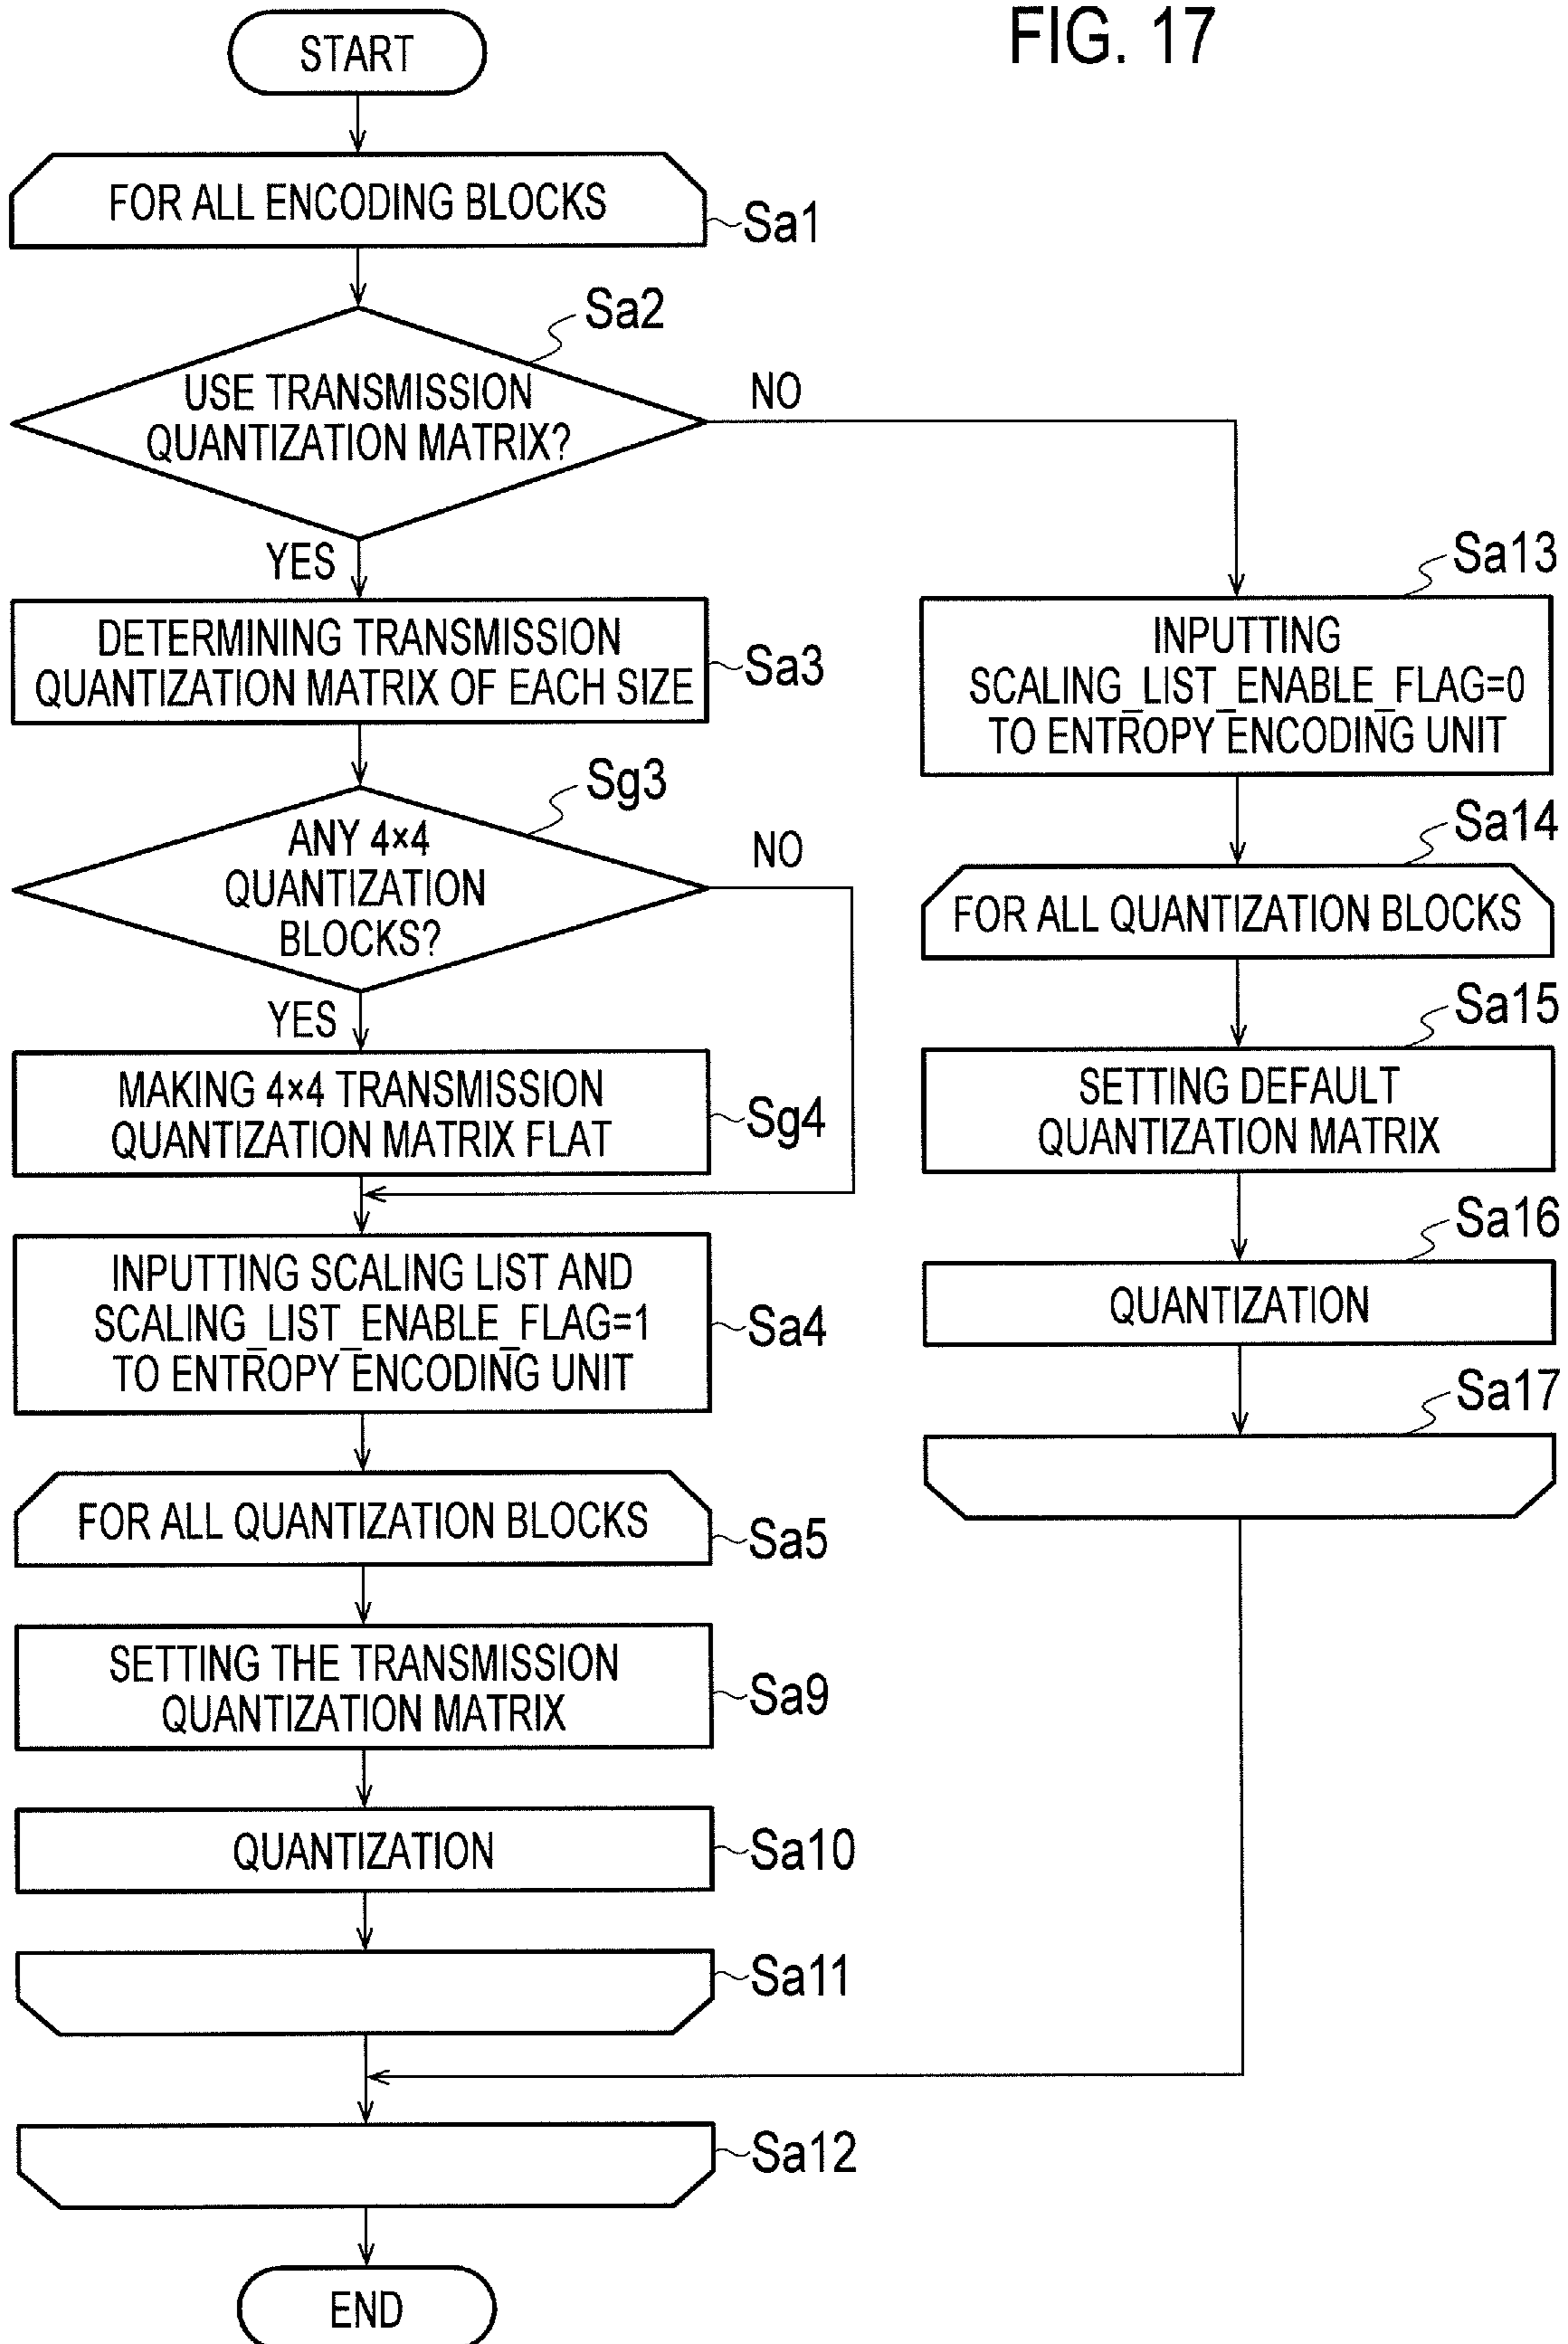 FIG. 17
START
FOR ALL ENCODING BLOCKS
Sa1
Sa2
USE TRANSMISSION
QUANTIZATION MATRIX?
NO
YES
DETERMINING TRANSMISSION
QUANTIZATION MATRIX OF EACH SIZE
Sa3
Sg3
ANY 4×4
QUANTIZATION
BLOCKS?
NO
YES
MAKING 4×4 TRANSMISSION
QUANTIZATION MATRIX FLAT
Sg4
INPUTTING SCALING LIST AND
SCALING_LIST_ENABLE_FLAG=1
TO ENTROPY ENCODING UNIT
Sa4
FOR ALL QUANTIZATION BLOCKS
Sa5
SETTING THE TRANSMISSION
QUANTIZATION MATRIX
Sa9
QUANTIZATION
Sa10
Sa11
Sa12
END
Sa13
INPUTTING
SCALING_LIST_ENABLE_FLAG=0
TO ENTROPY ENCODING UNIT
Sa14
FOR ALL QUANTIZATION BLOCKS
Sa15
SETTING DEFAULT
QUANTIZATION MATRIX
Sa16
QUANTIZATION
Sa17